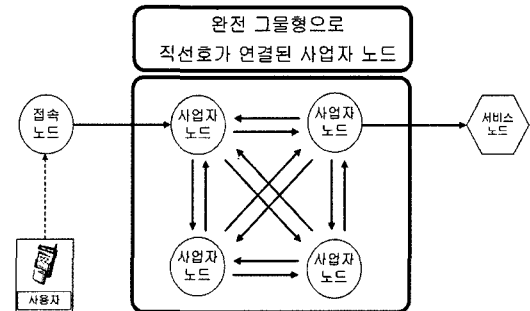 완전 그물형으로
직선호가 연결된 사업자 노드
접속
노드
사업자
노드
사업자
노드
서비스
노드
사업자
노드
사업자
노드
사용자